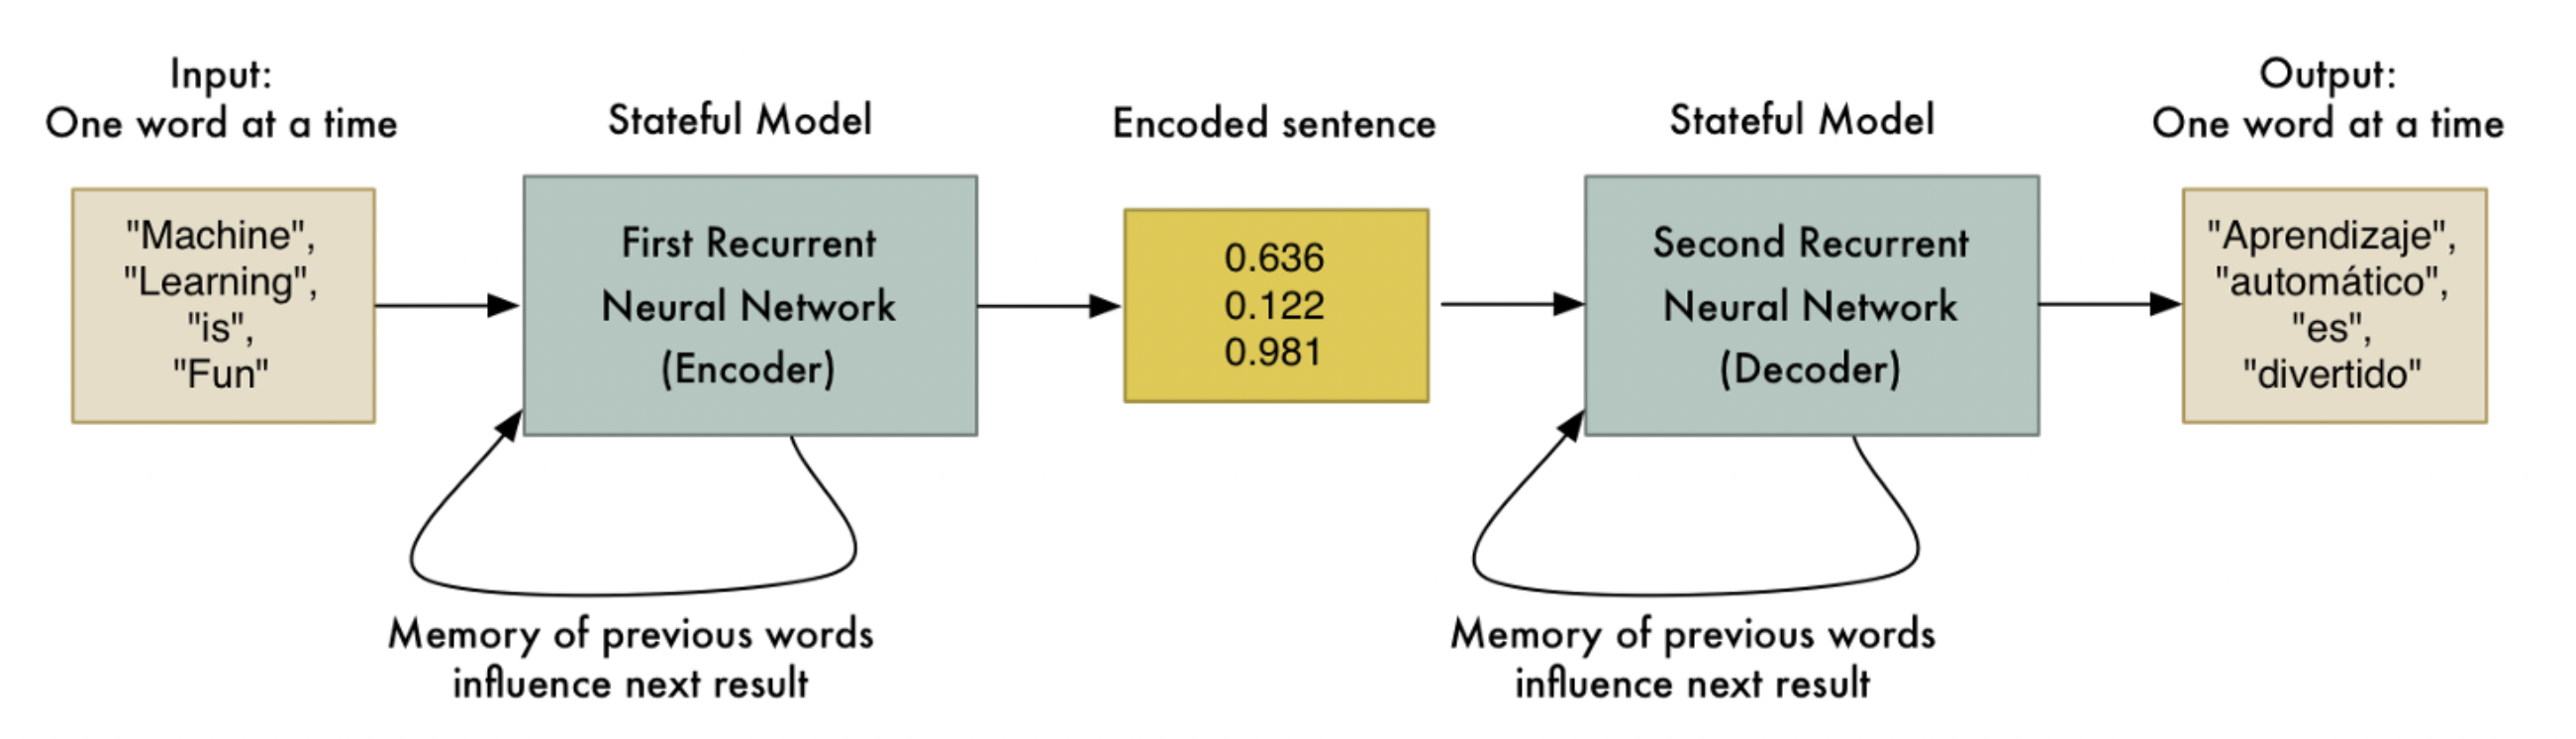 Input:
One word at a time
"Machine",
"Learning",
"is",
"Fun"
Stateful Model
First Recurrent
Neural Network
(Encoder)
Memory of previous words
influence next result
Encoded sentence
0.636
0.122
0.981
Stateful Model
Second Recurrent
Neural Network
(Decoder)
Memory of previous words
influence next result
Output:
One word at a time
"Aprendizaje",
"automático",
"es",
"divertido"